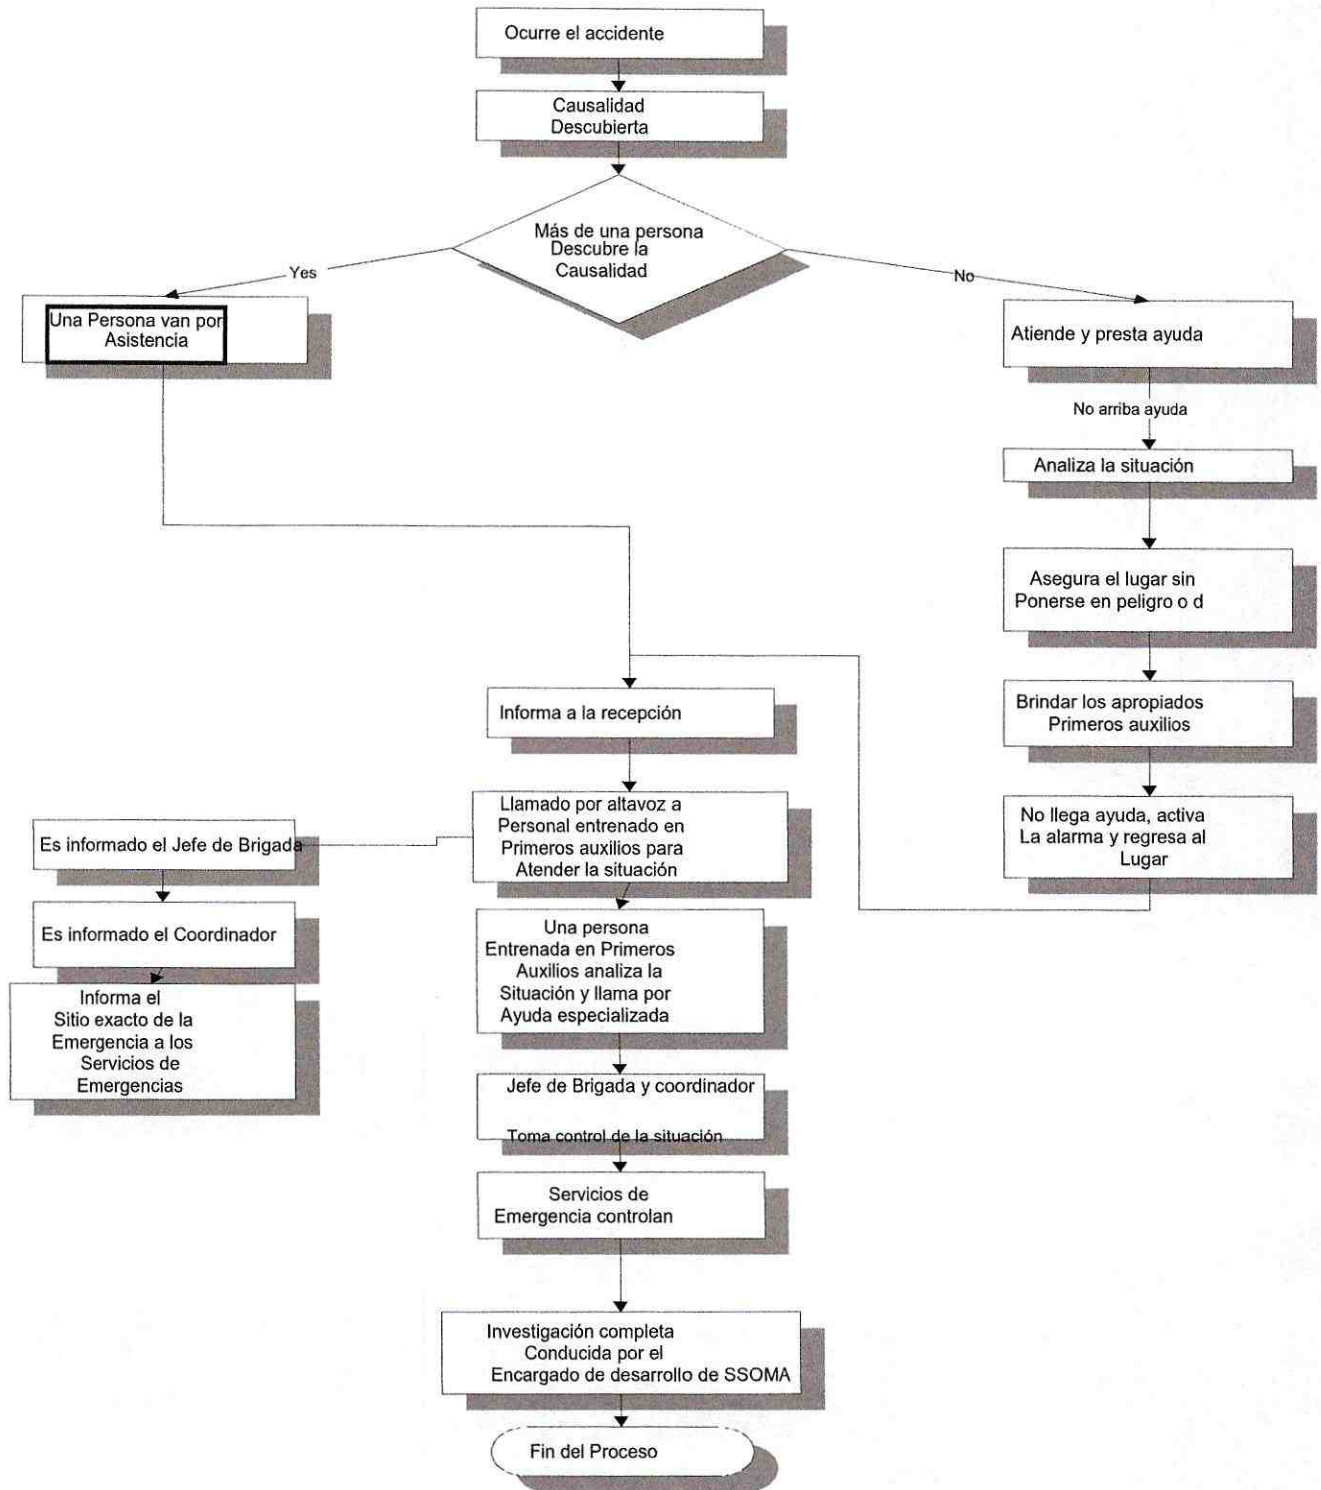 Ocurre el accidente
Causalidad
Descubierta
Más de una persona
Descubre la
Causalidad
Yes
No
Una Persona van por
Asistencia
Atiende y presta ayuda
No arriba ayuda
Analiza la situación
Asegura el lugar sin
Ponerse en peligro o d
Brindar los apropiados
Primeros auxilios
No llega ayuda, activa
La alarma y regresa al
Lugar
Informa a la recepción
Llamado por altavoz a
Personal entrenado en
Primeros auxilios para
Atender la situación
Es informado el Jefe de Brigada
Es informado el Coordinador
Informa el
Sitio exacto de la
Emergencia a los
Servicios de
Emergencias
Una persona
Entrenada en Primeros
Auxilios analiza la
Situación y llama por
Ayuda especializada
Jefe de Brigada y coordinador
Toma control de la situación
Servicios de
Emergencia controlan
Investigación completa
Conducida por el
Encargado de desarrollo de SSOMA
Fin del Proceso